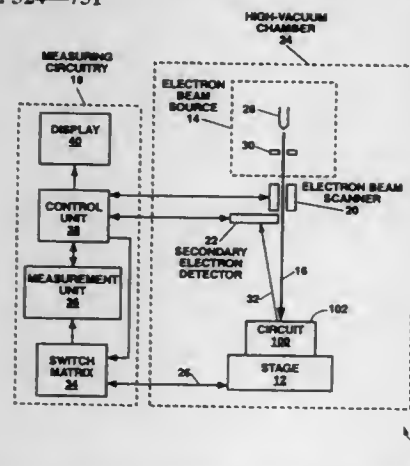 324—731
HIGH-VACUUM
CHAMBER
24
MEASURING
CIRCUITRY
18
ELECTRON
BEAM
SOURCE
14
28
30
DISPLAY
40
CONTROL
UNIT
38
ELECTRON BEAM
SCANNER
20
22
SECONDARY
ELECTRON
DETECTOR
16
32
MEASUREMENT
UNIT
36
102
CIRCUIT
100
SWITCH
MATRIX
34
26
STAGE
12